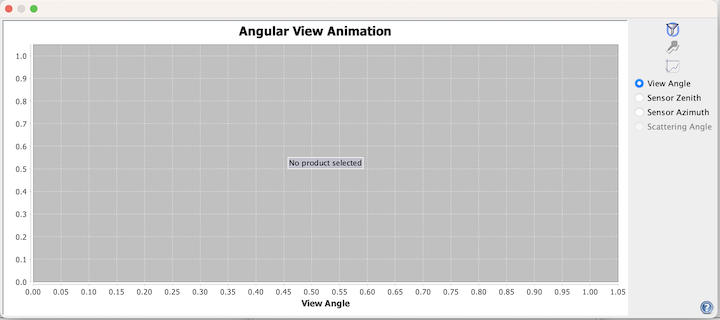 Angular View Animation
1.0
0.9
0.8
0.7
0.6
0.5
0.4
0.3
0.2
0.1
0.0
No product selected
0.00 0.05 0.10 0.15 0.20 0.25 0.30 0.35 0.40 0.45 0.50 0.55 0.60 0.65 0.70 0.75 0.80 0.85 0.90 0.95 1.00 1.05
View Angle
View Angle
Sensor Zenith
Sensor Azimuth
Scattering Angle
?